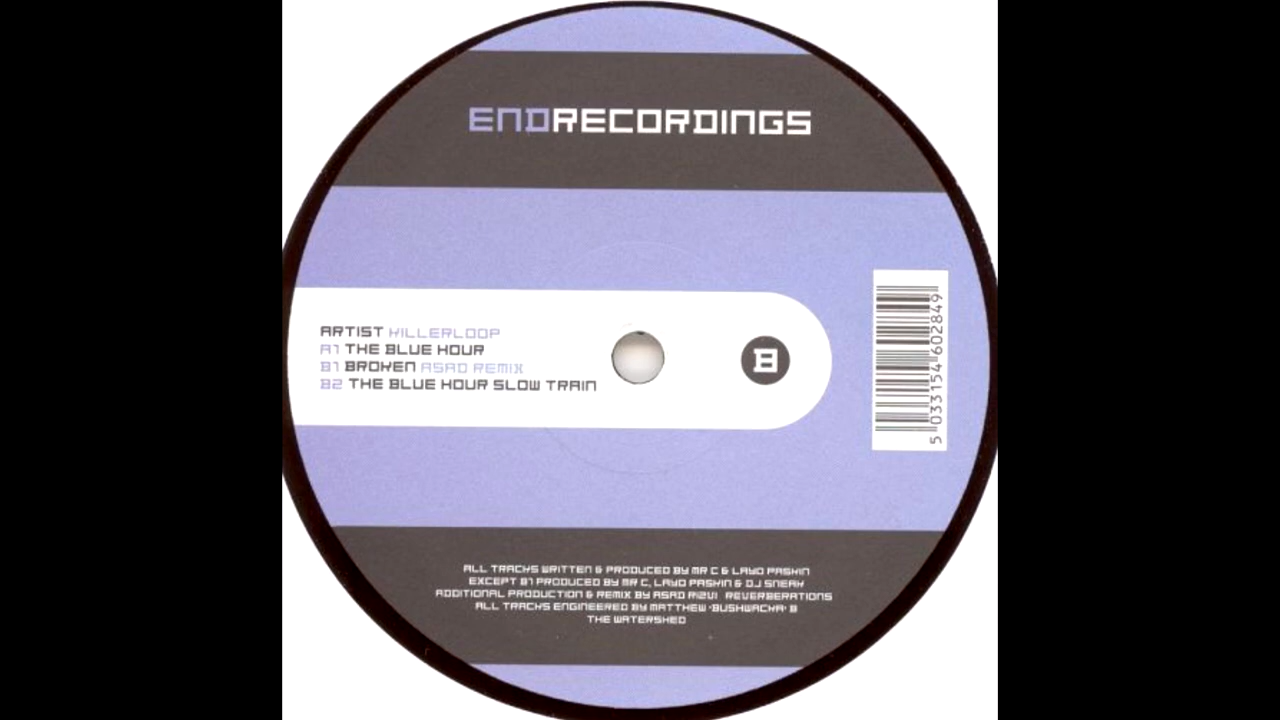 ENDRECORDINGS
ARTIST KILLERLOOP
A1 THE BLUE HOUR
B1 BROKEN ASAD REMIX
B2 THE BLUE HOUR SLOW TRAIN
B
5 033154 602849
ALL TRACKS WRITTEN & PRODUCED BY MR C & LAYO PASKIN
EXCEPT B1 PRODUCED BY MR C, LAYO PASKIN & DJ SNEAK
ADDITIONAL PRODUCTION & REMIX BY ASAD RIZVI REVERBERATIONS
ALL TRACKS ENGINEERED BY MATTHEW 'BUSHWACKA' B
THE WATERSHED